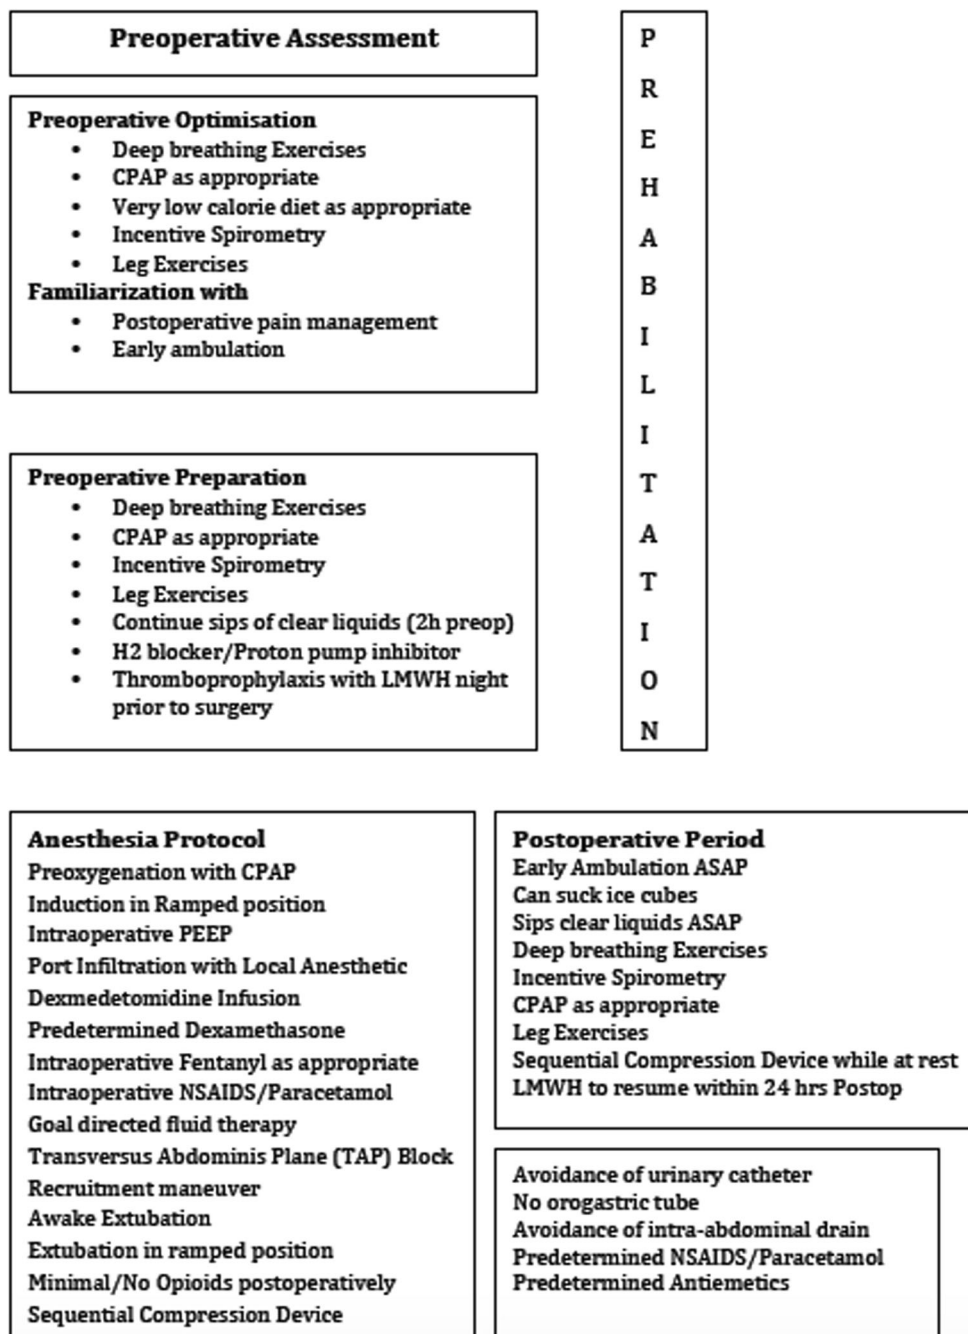 Preoperative Assessment
Preoperative Optimisation
• Deep breathing Exercises
• CPAP as appropriate
• Very low calorie diet as appropriate
• Incentive Spirometry
• Leg Exercises
Familiarization with
• Postoperative pain management
• Early ambulation
Preoperative Preparation
• Deep breathing Exercises
• CPAP as appropriate
• Incentive Spirometry
• Leg Exercises
• Continue sips of clear liquids (2h preop)
• H2 blocker/Proton pump inhibitor
• Thromboprophylaxis with LMWH night
prior to surgery
P
R
E
H
A
B
I
L
I
T
A
T
I
O
N
Anesthesia Protocol
Preoxygenation with CPAP
Induction in Ramped position
Intraoperative PEEP
Port Infiltration with Local Anesthetic
Dexmedetomidine Infusion
Predetermined Dexamethasone
Intraoperative Fentanyl as appropriate
Intraoperative NSAIDS/Paracetamol
Goal directed fluid therapy
Transversus Abdominis Plane (TAP) Block
Recruitment maneuver
Awake Extubation
Extubation in ramped position
Minimal/No Opioids postoperatively
Sequential Compression Device
Postoperative Period
Early Ambulation ASAP
Can suck ice cubes
Sips clear liquids ASAP
Deep breathing Exercises
Incentive Spirometry
CPAP as appropriate
Leg Exercises
Sequential Compression Device while at rest
LMWH to resume within 24 hrs Postop
Avoidance of urinary catheter
No orogastric tube
Avoidance of intra-abdominal drain
Predetermined NSAIDS/Paracetamol
Predetermined Antiemetics